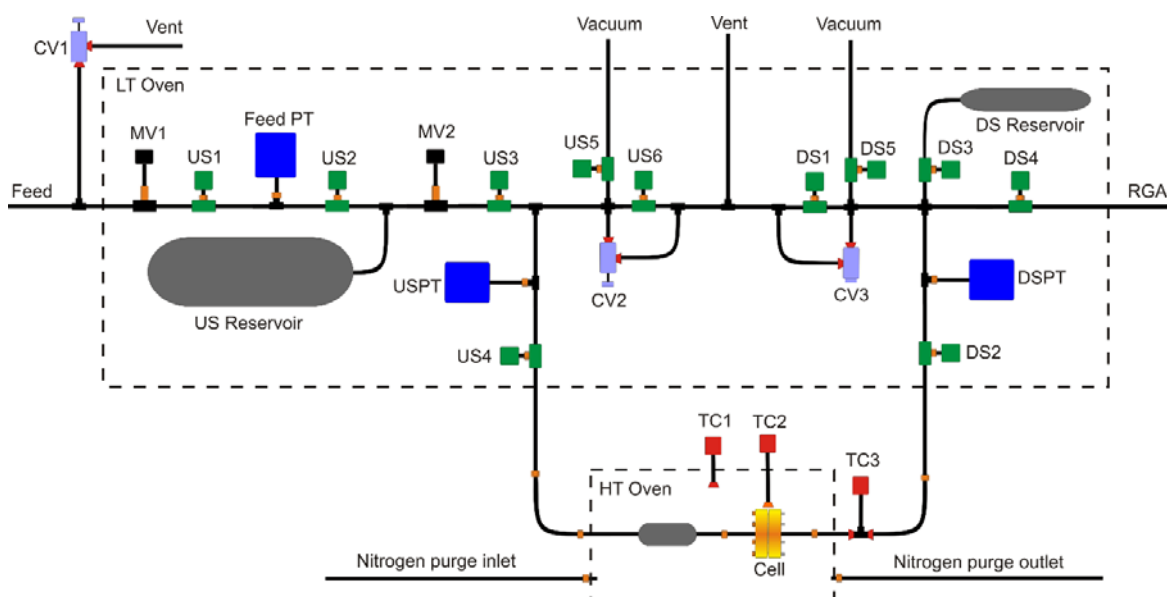 Vacuum
Vent
Vacuum
CV1
Vent
LT Oven
Feed PT
DS Reservoir
MV1
US1
US2
MV2
US3
US5
US6
DS1
DS5
DS3
DS4
Feed
RGA
US Reservoir
USPT
CV2
CV3
DSPT
US4
DS2
TC1
TC2
TC3
HT Oven
Cell
Nitrogen purge inlet
Nitrogen purge outlet